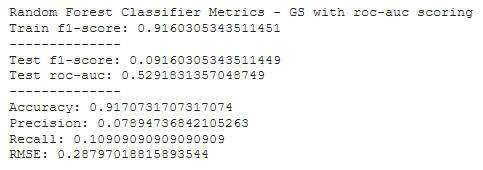 Random Forest Classifier Metrics - GS with roc-auc scoring
Train f1-score: 0.9160305343511451
--------------
Test f1-score: 0.09160305343511449
Test roc-auc: 0.5291831357048749
--------------
Accuracy: 0.9170731707317074
Precision: 0.07894736842105263
Recall: 0.10909090909090909
RMSE: 0.28797018815893544